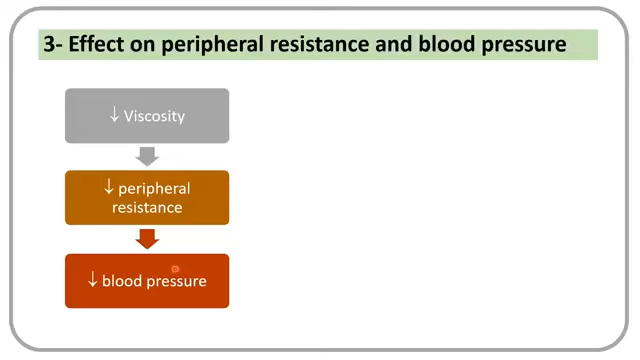 3- Effect on peripheral resistance and blood pressure
↓ Viscosity
↓ peripheral
resistance
↓ blood pressure